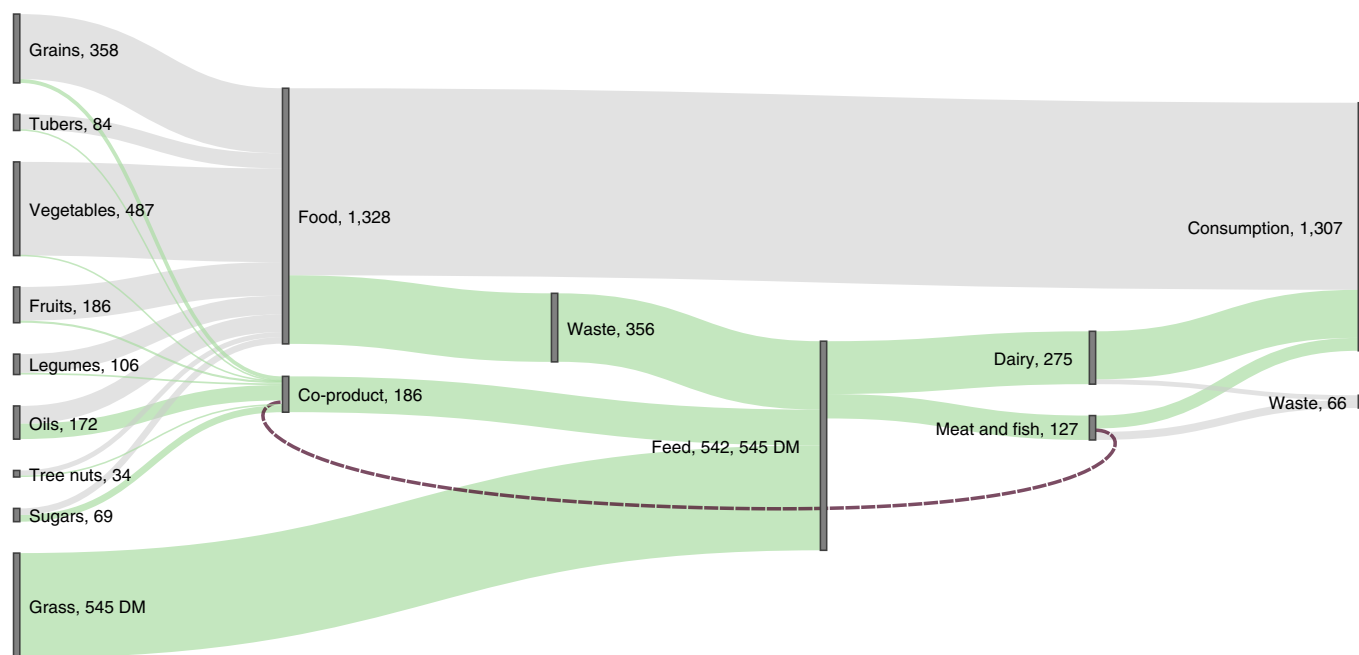 Grains, 358
Tubers, 84
Vegetables, 487
Fruits, 186
Legumes, 106
Oils, 172
Tree nuts, 34
Sugars, 69
Grass, 545 DM
Food, 1,328
Co-product, 186
Waste, 356
Feed, 542, 545 DM
Dairy, 275
Meat and fish, 127
Consumption, 1,307
Waste, 66